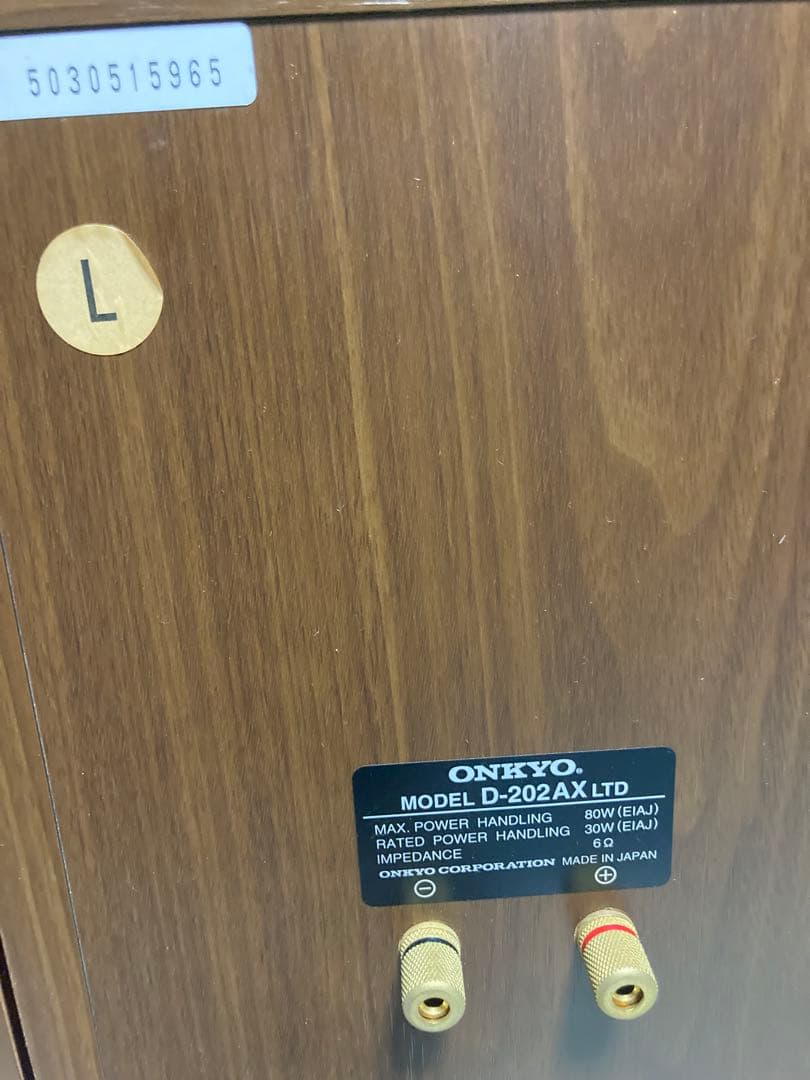 5030515965
L
ONKYO®
MODEL D-202AX LTD
MAX. POWER HANDLING 80W (EIAJ)
RATED POWER HANDLING 30W (EIAJ)
IMPEDANCE 6Ω
ONKYO CORPORATION MADE IN JAPAN
⊖ ⊕